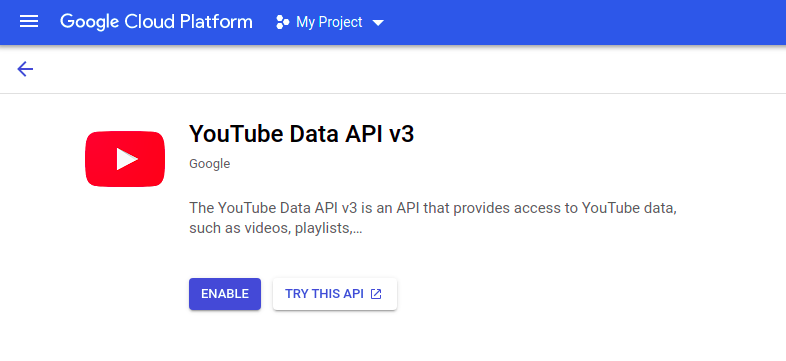 Google Cloud Platform My Project
YouTube Data API v3
Google
The YouTube Data API v3 is an API that provides access to YouTube data,
such as videos, playlists,...
ENABLE TRY THIS API